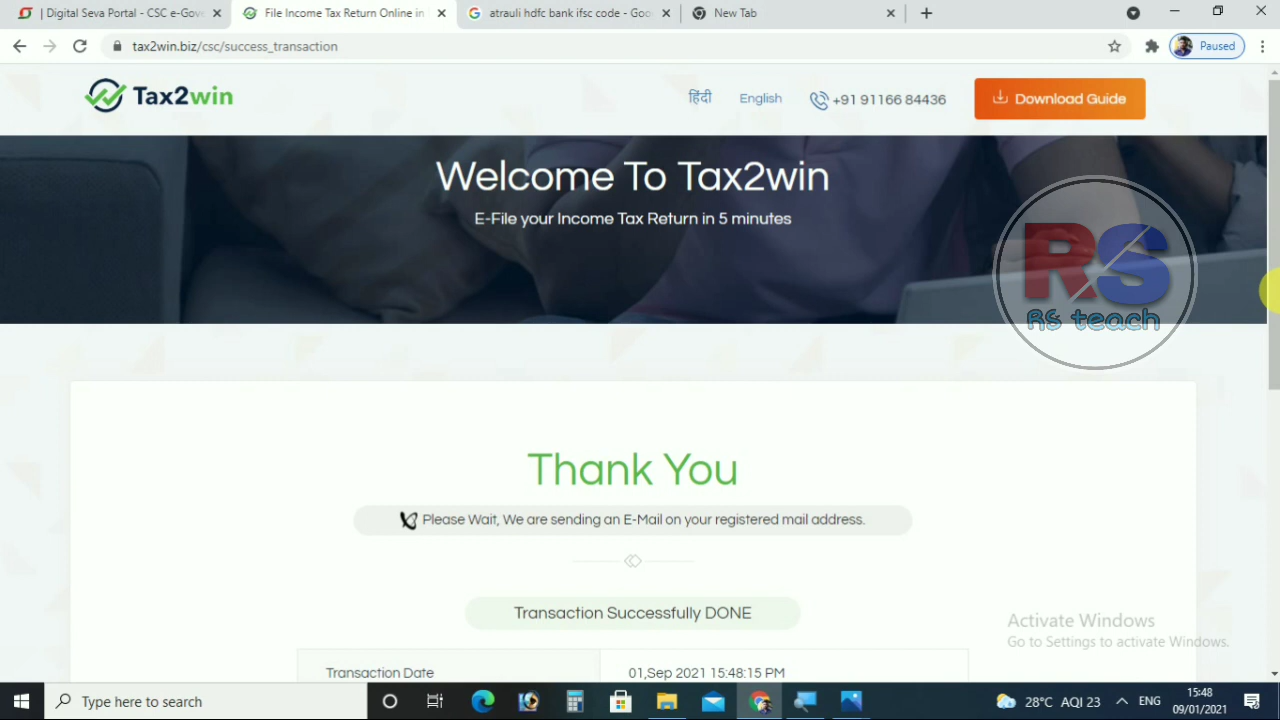 | Digital Seva Portal - CSC e-Gove
File Income Tax Return Online in
atrauli hdfc bank ifsc code - Goo
New Tab
tax2win.biz/csc/success_transaction
Paused
Tax2win
हिंदी
English
+91 91166 84436
Download Guide
Welcome To Tax2win
E-File your Income Tax Return in 5 minutes
RS
RS teach
Thank You
Please Wait, We are sending an E-Mail on your registered mail address.
Transaction Successfully DONE
Transaction Date
01,Sep 2021 15:48:15 PM
Activate Windows
Go to Settings to activate Windows.
Type here to search
28°C AQI 23
ENG
15:48
09/01/2021